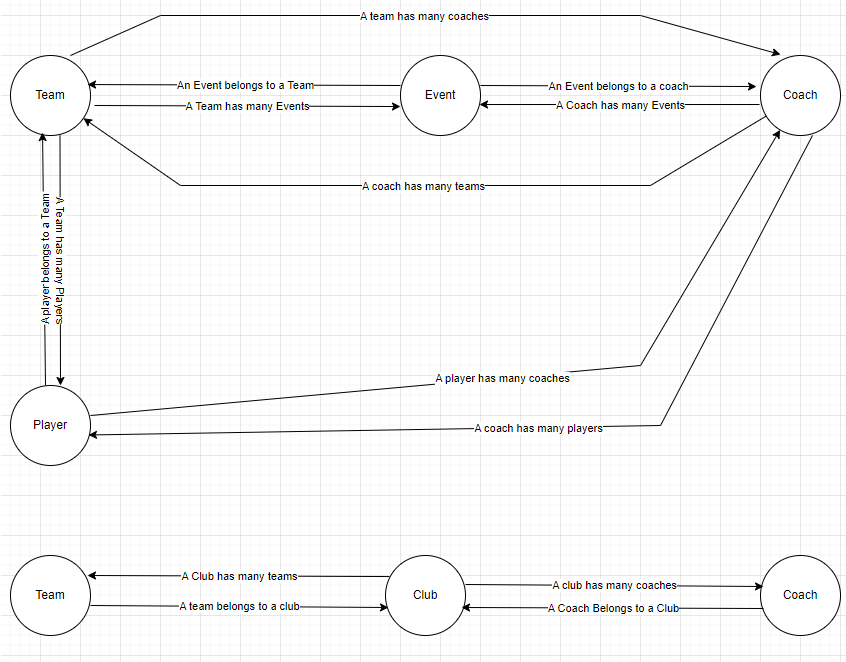 A team has many coaches
Team
An Event belongs to a Team
A Team has many Events
Event
An Event belongs to a coach
A Coach has many Events
Coach
A coach has many teams
A player belongs to a Team
A Team has many Players
A player has many coaches
Player
A coach has many players
Team
A Club has many teams
A team belongs to a club
Club
A club has many coaches
A Coach Belongs to a Club
Coach